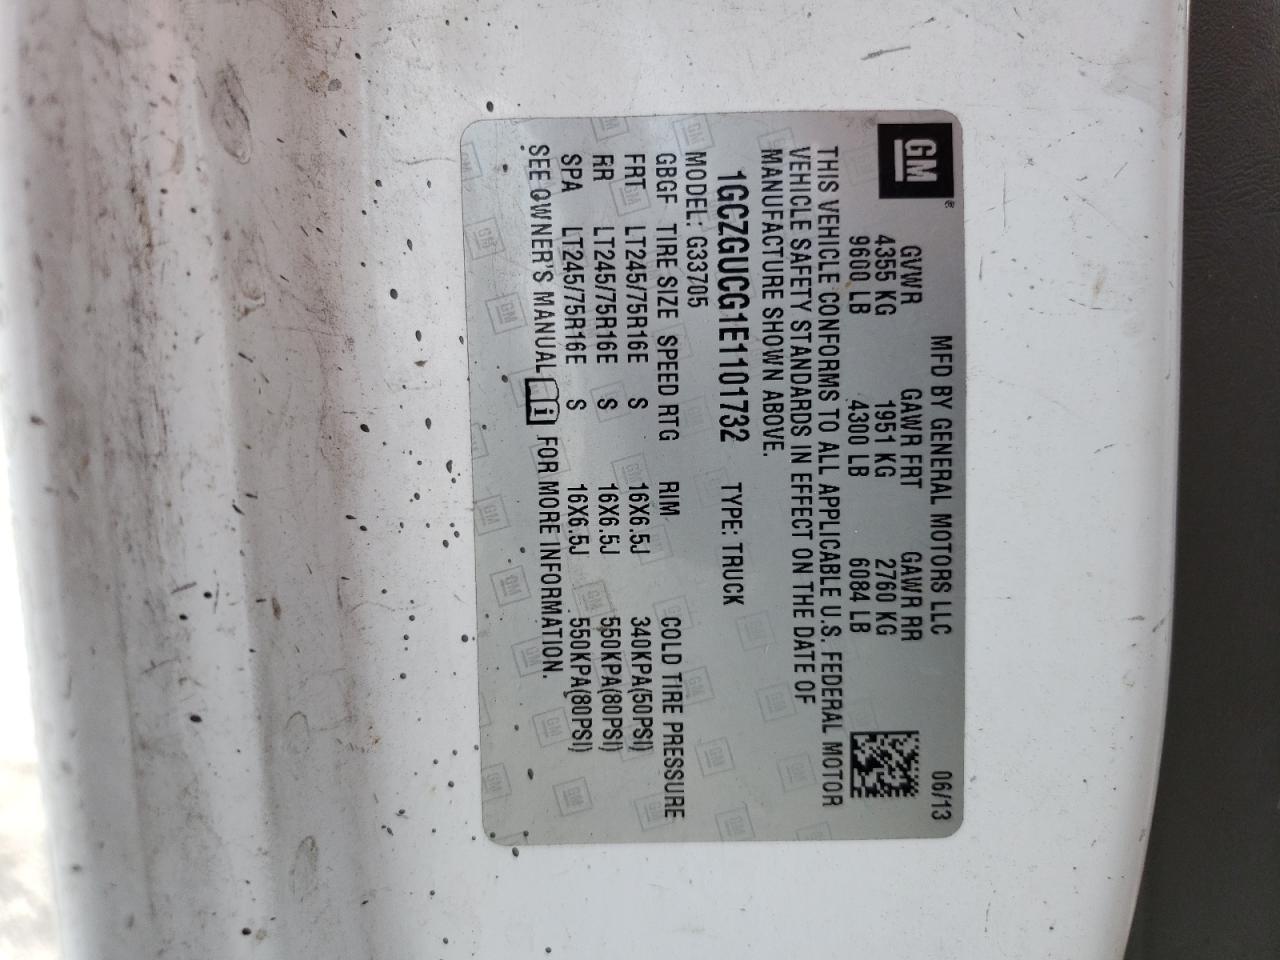 GM®
MFD BY GENERAL MOTORS LLC 06/13
GVWR GAWR FRT GAWR RR
4355 KG 1951 KG 2760 KG
9600 LB 4300 LB 6084 LB
THIS VEHICLE CONFORMS TO ALL APPLICABLE U.S. FEDERAL MOTOR
VEHICLE SAFETY STANDARDS IN EFFECT ON THE DATE OF
MANUFACTURE SHOWN ABOVE.
1GCZGUCG1E1101732 TYPE: TRUCK
MODEL: G33705
GBGF TIRE SIZE SPEED RTG RIM COLD TIRE PRESSURE
FRT LT245/75R16E S 16X6.5J 340KPA(50PSI)
RR LT245/75R16E S 16X6.5J 550KPA(80PSI)
SPA LT245/75R16E S 16X6.5J 550KPA(80PSI)
SEE OWNER'S MANUAL i FOR MORE INFORMATION.